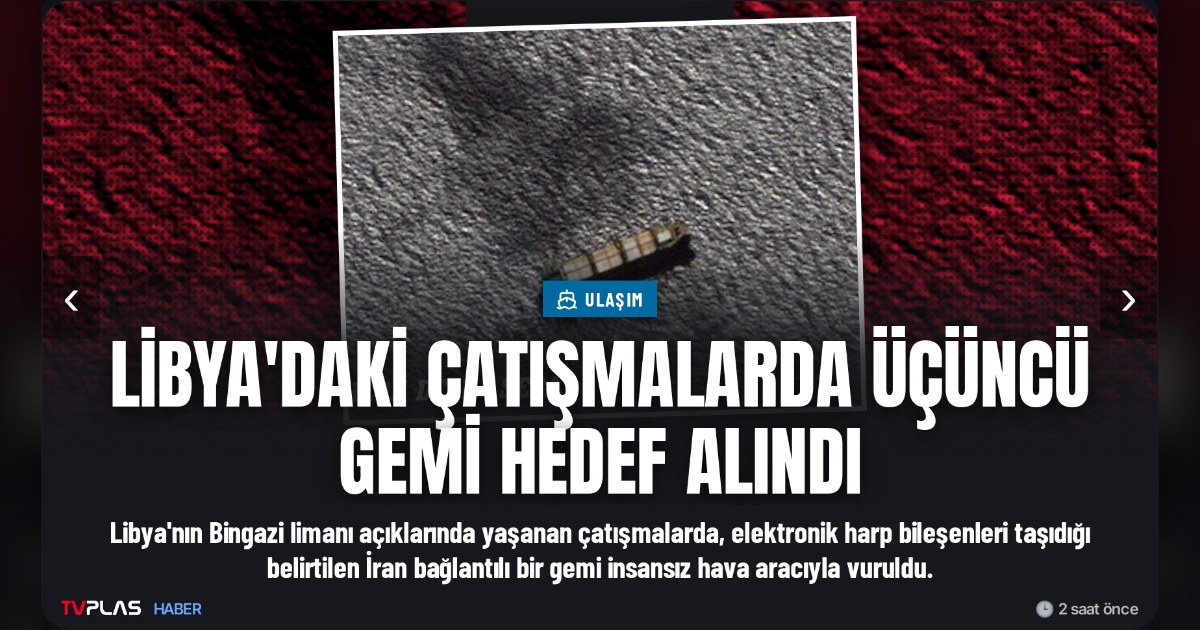 ULAŞIM
LİBYA'DAKİ ÇATIŞMALARDA ÜÇÜNCÜ
GEMİ HEDEF ALINDI
Libya'nın Bingazi limanı açıklarında yaşanan çatışmalarda, elektronik harp bileşenleri taşıdığı
belirtilen İran bağlantılı bir gemi insansız hava aracıyla vuruldu.
TVPLAS HABER
2 saat önce